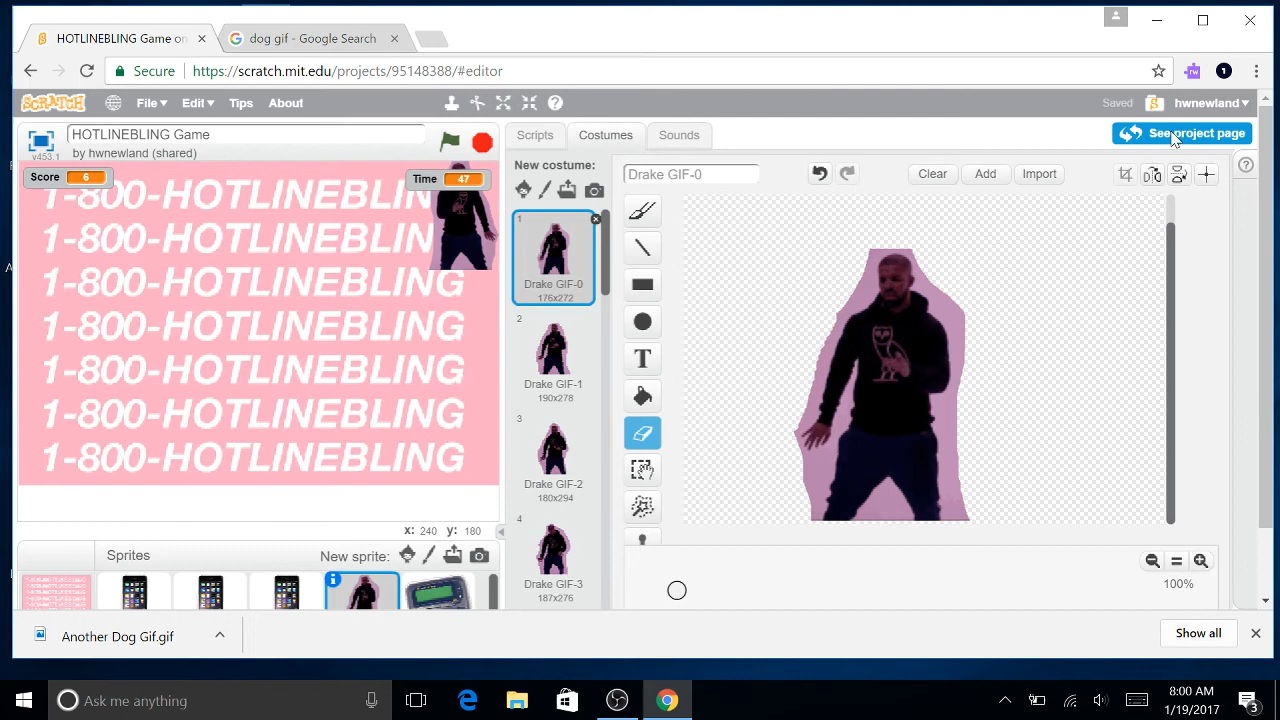 HOTLINEBLING Game on
dog gif - Google Search
Secure
https://scratch.mit.edu/projects/95148388/#editor
1
SCRATCH
File
Edit
Tips
About
Saved
hwnewland
HOTLINEBLING Game
by hwnewland (shared)
v453.1
Scripts
Costumes
Sounds
See project page
New costume:
Drake GIF-0
Clear
Add
Import
Score 6
Time 47
1-800-HOTLINEBLING
1-800-HOTLINEBLING
1-800-HOTLINEBLING
1-800-HOTLINEBLING
1-800-HOTLINEBLING
1-800-HOTLINEBLING
1-800-HOTLINEBLING
1
Drake GIF-0
176x272
2
Drake GIF-1
190x278
3
Drake GIF-2
180x294
4
Drake GIF-3
187x276
T
x: 240 y: 180
Sprites
New sprite:
100%
Another Dog Gif.gif
Show all
Ask me anything
8:00 AM
1/19/2017
3